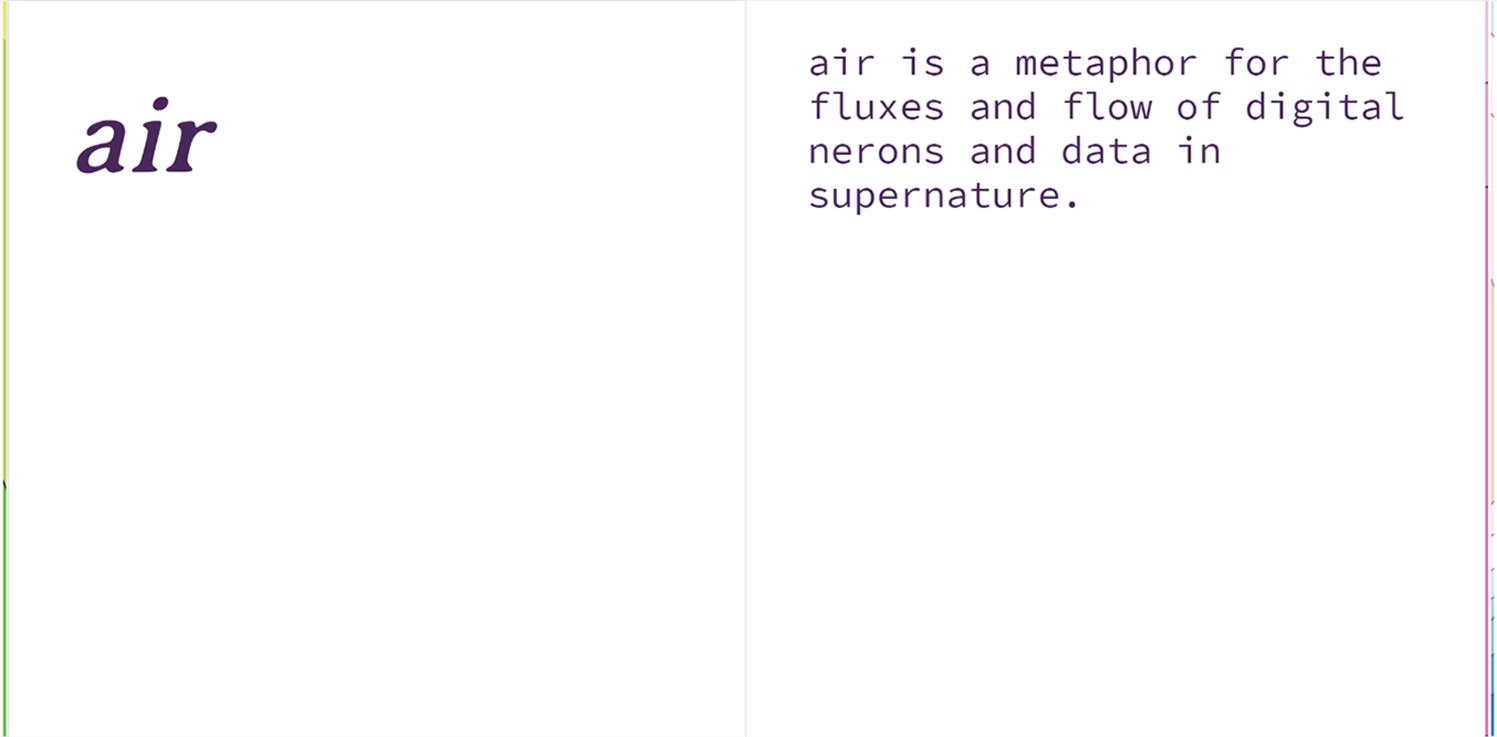 air
air is a metaphor for the
fluxes and flow of digital
nerons and data in
supernature.